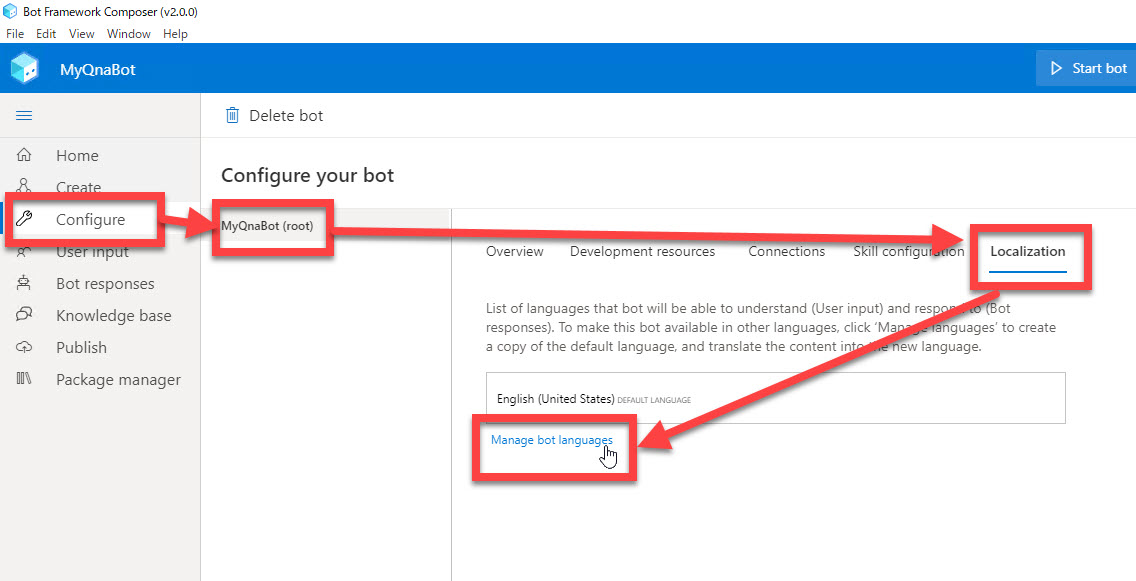 Bot Framework Composer (v2.0.0)
File Edit View Window Help
MyQnaBot
Start bot
Delete bot
Home
Create
Configure
User input
Bot responses
Knowledge base
Publish
Package manager
Configure your bot
MyQnaBot (root)
Overview Development resources Connections Skill configuration Localization
List of languages that bot will be able to understand (User input) and respond to (Bot
responses). To make this bot available in other languages, click ‘Manage languages’ to create
a copy of the default language, and translate the content into the new language.
English (United States) DEFAULT LANGUAGE
Manage bot languages